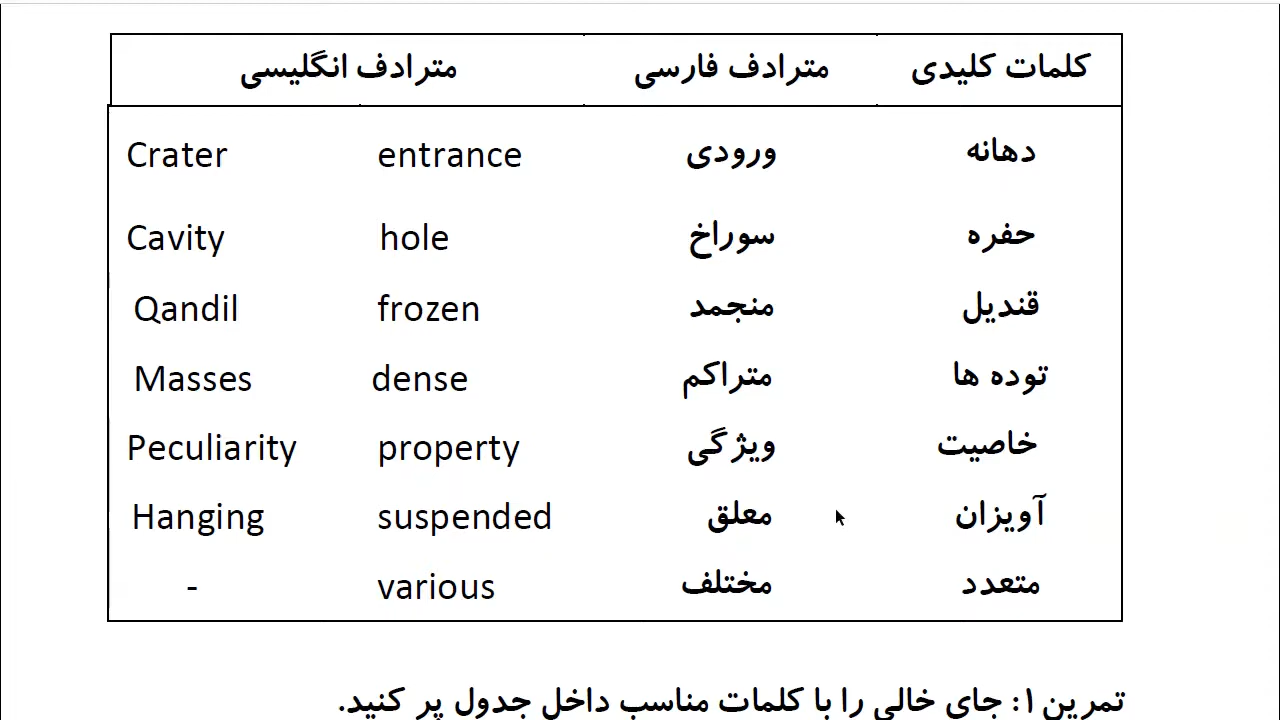 کلمات کلیدی مترادف فارسی مترادف انگلیسی
دهانه ورودی entrance Crater
حفره سوراخ hole Cavity
قندیل منجمد frozen Qandil
توده ها متراکم dense Masses
خاصیت ویژگی property Peculiarity
آویزان معلق suspended Hanging
متعدد مختلف various -
تمرین ۱: جای خالی را با کلمات مناسب داخل جدول پر کنید.